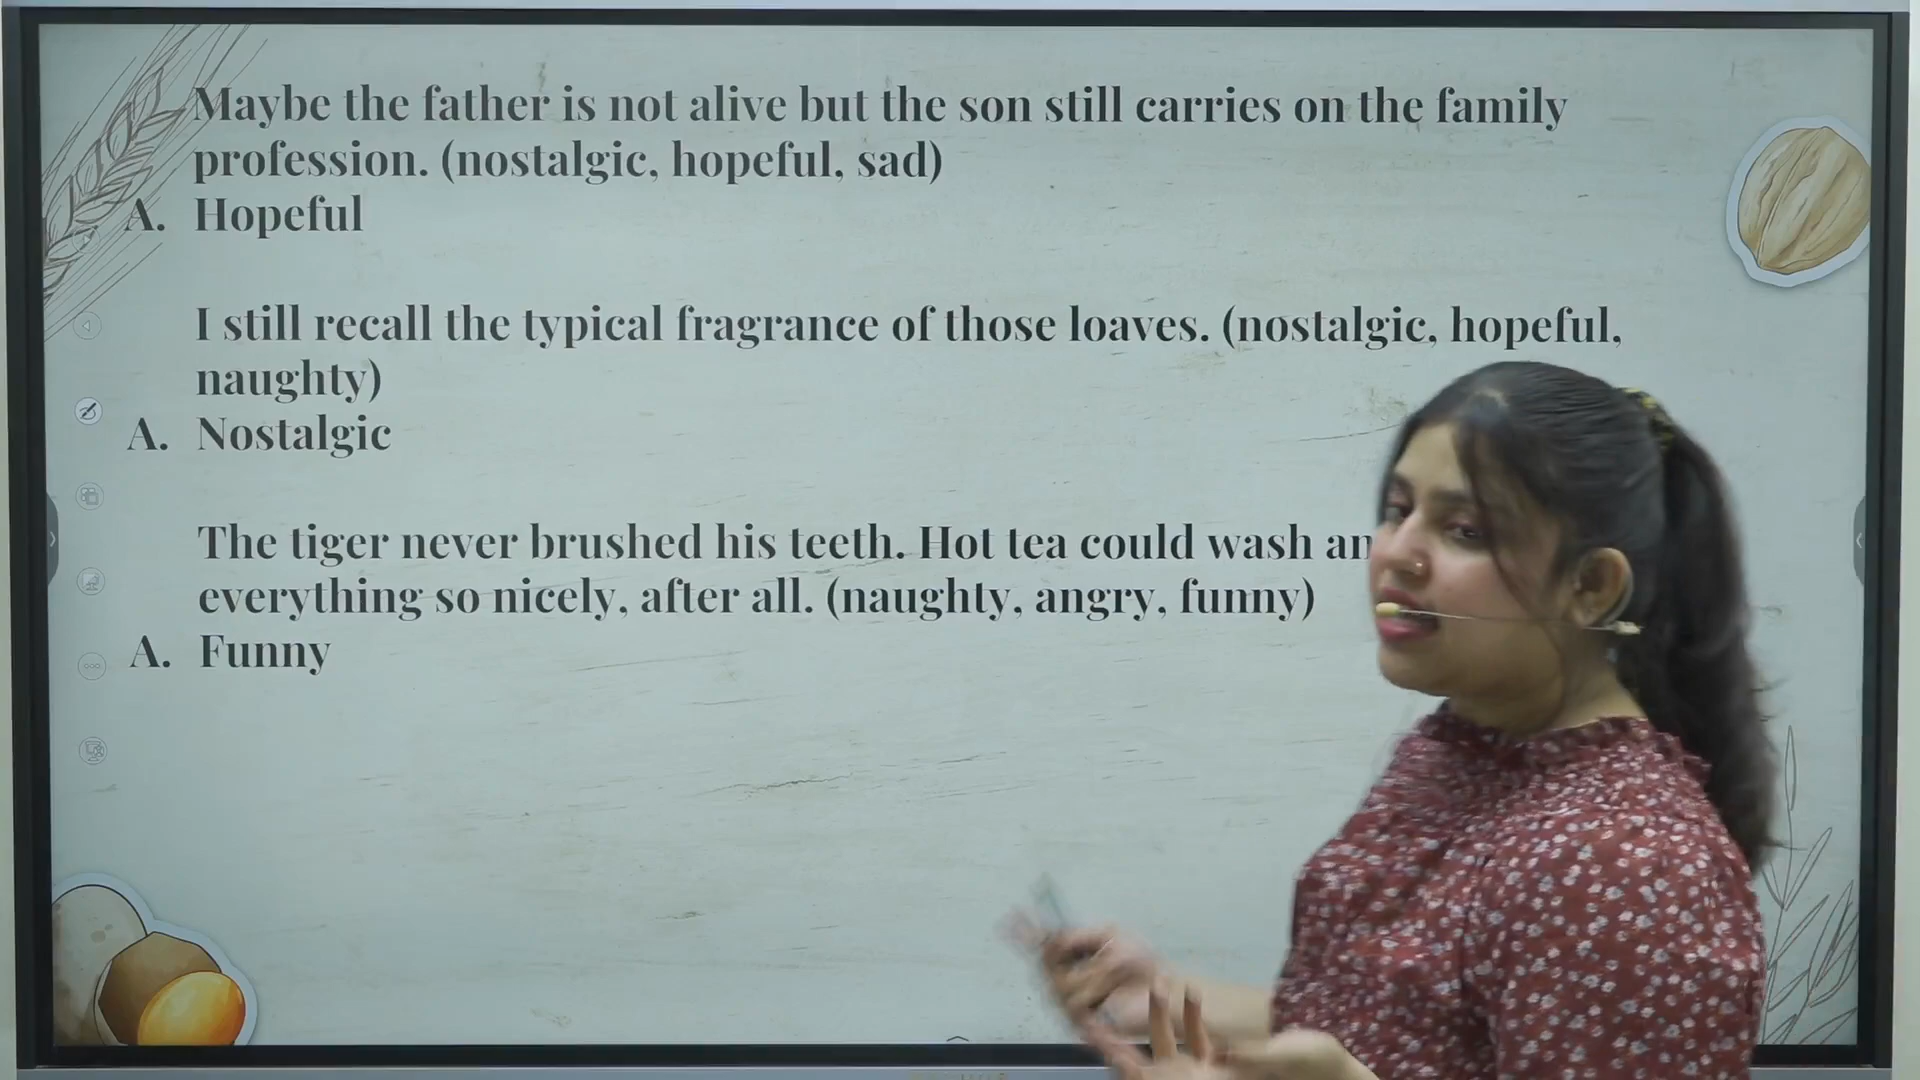 Maybe the father is not alive but the son still carries on the family
profession. (nostalgic, hopeful, sad)
A. Hopeful
I still recall the typical fragrance of those loaves. (nostalgic, hopeful,
naughty)
A. Nostalgic
The tiger never brushed his teeth. Hot tea could wash
everything so nicely, after all. (naughty, angry, funny)
A. Funny